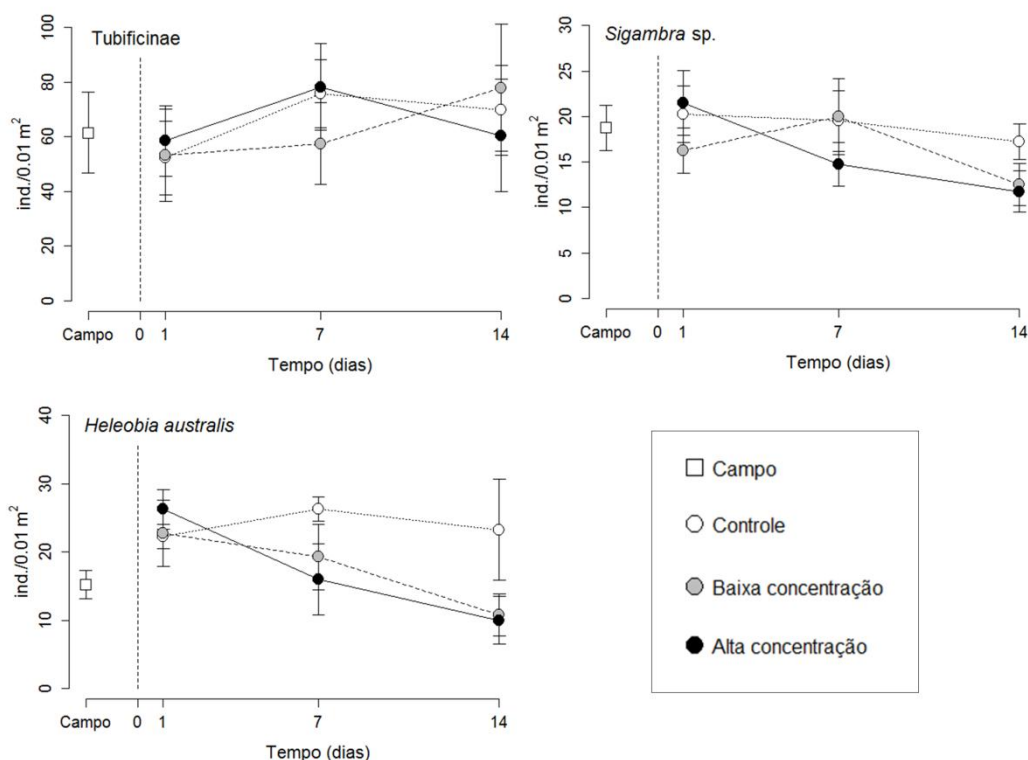 Tubificinae
ind./0.01 m²
100
80
60
40
20
0
Campo 0 1 7 14
Tempo (dias)
Sigambra sp.
ind./0.01 m²
30
25
20
15
10
5
0
Campo 0 1 7 14
Tempo (dias)
Heleobia australis
ind./0.01 m²
40
30
20
10
0
Campo 0 1 7 14
Tempo (dias)
Campo
Controle
Baixa concentração
Alta concentração